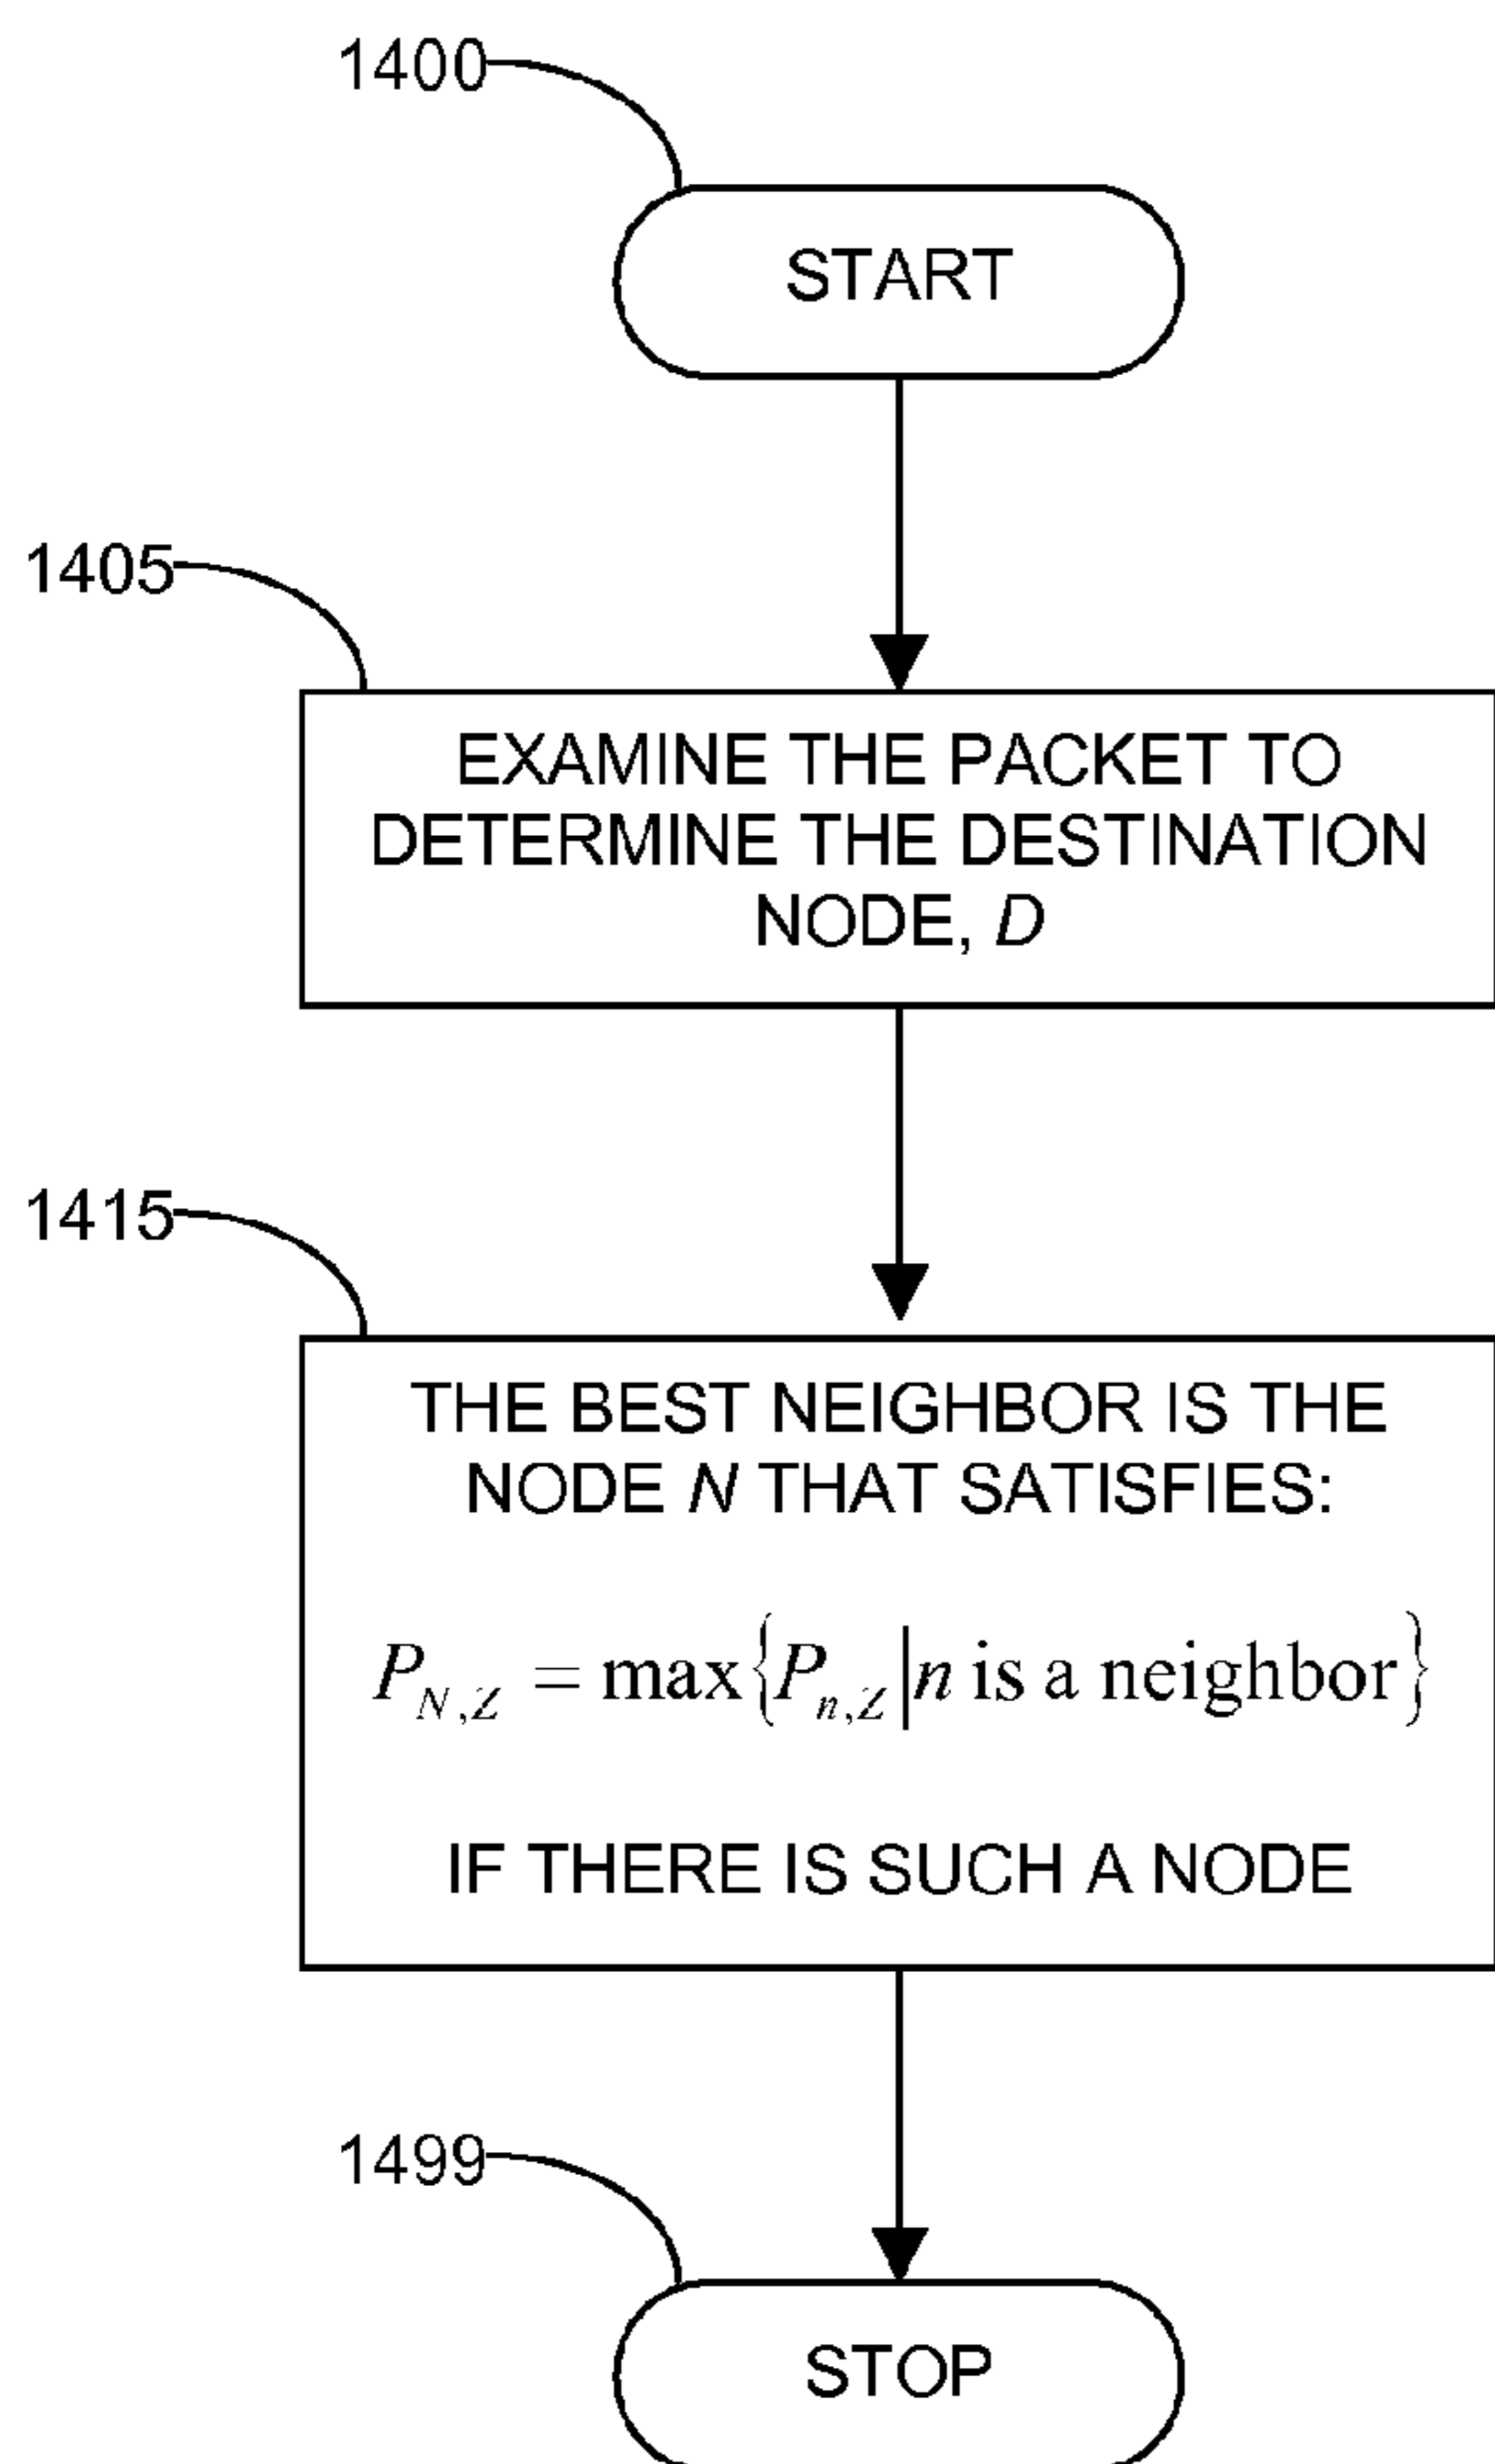 1400
START
1405
EXAMINE THE PACKET TO
DETERMINE THE DESTINATION
NODE, D
1415
THE BEST NEIGHBOR IS THE
NODE N THAT SATISFIES:
P_{N,Z} = max{P_{n,Z} | n is a neighbor}
IF THERE IS SUCH A NODE
1499
STOP